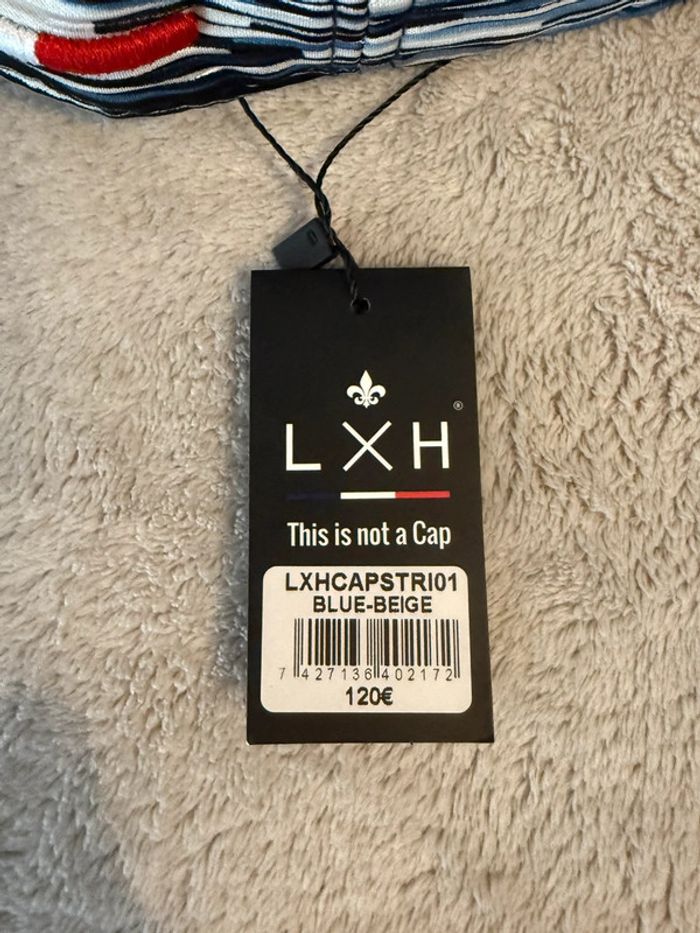 LXH®
This is not a Cap
LXHCAPSTRI01
BLUE-BEIGE
7 427136 402172
120€